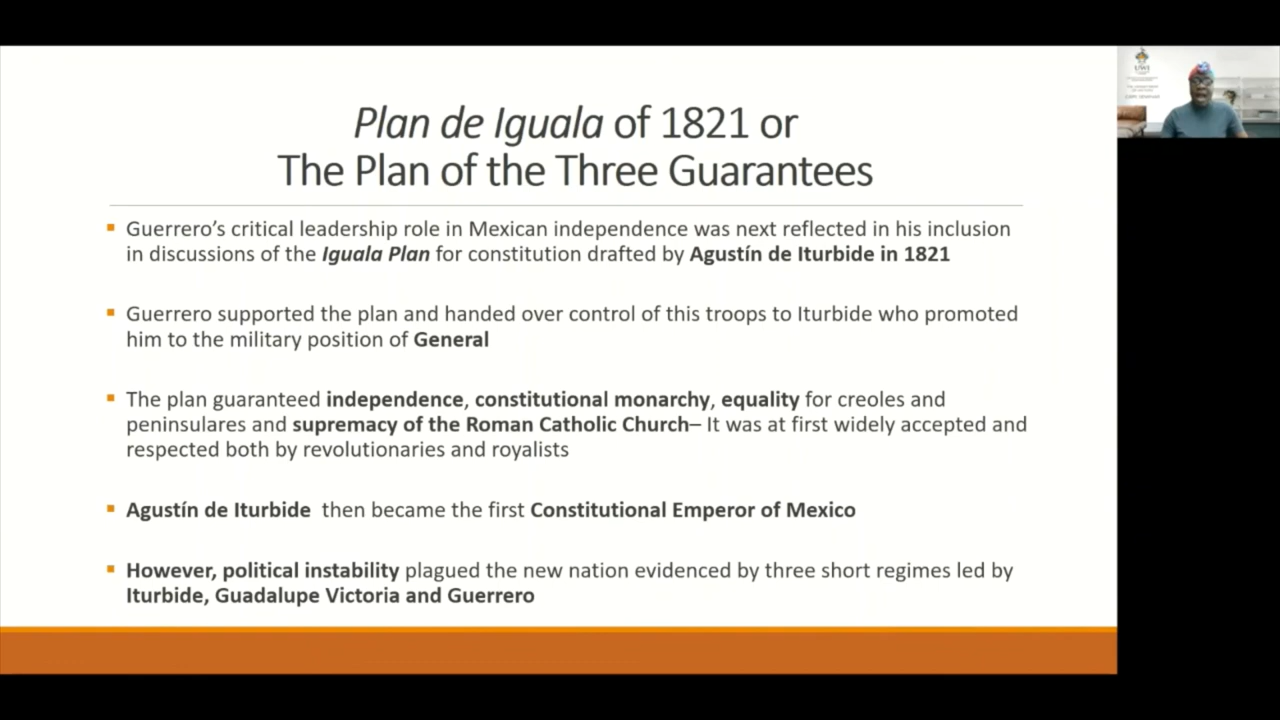 Plan de Iguala of 1821 or
The Plan of the Three Guarantees
Guerrero's critical leadership role in Mexican independence was next reflected in his inclusion
in discussions of the Iguala Plan for constitution drafted by Agustín de Iturbide in 1821
Guerrero supported the plan and handed over control of this troops to Iturbide who promoted
him to the military position of General
The plan guaranteed independence, constitutional monarchy, equality for creoles and
peninsulares and supremacy of the Roman Catholic Church– It was at first widely accepted and
respected both by revolutionaries and royalists
Agustín de Iturbide then became the first Constitutional Emperor of Mexico
However, political instability plagued the new nation evidenced by three short regimes led by
Iturbide, Guadalupe Victoria and Guerrero
UWI